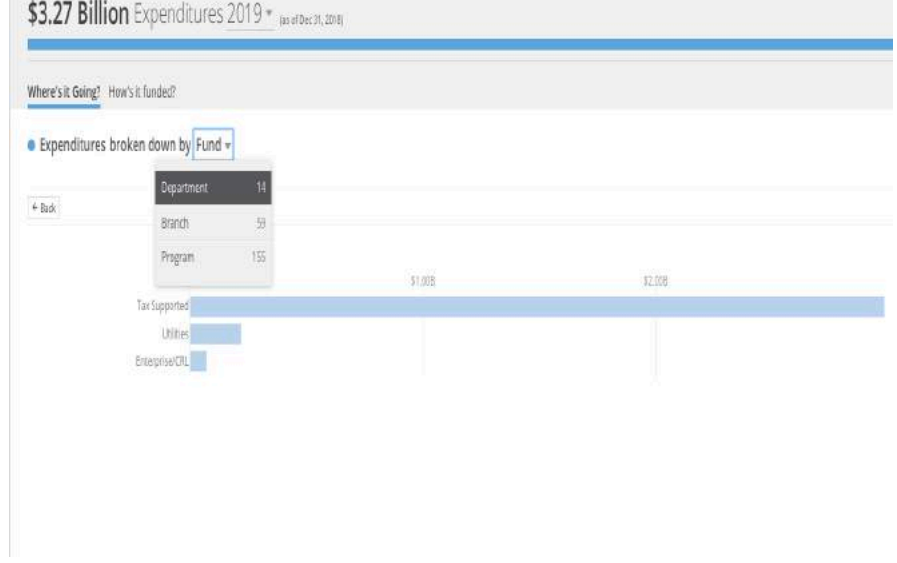 $3.27 Billion Expenditures 2019 (as of Dec 31, 2018)
Where's it Going? How's it funded?
Expenditures broken down by Fund
Department 14
← Back
Branch 59
Program 155
$1.00B $2.00B
Tax Supported
Utilities
Enterprise/CRL